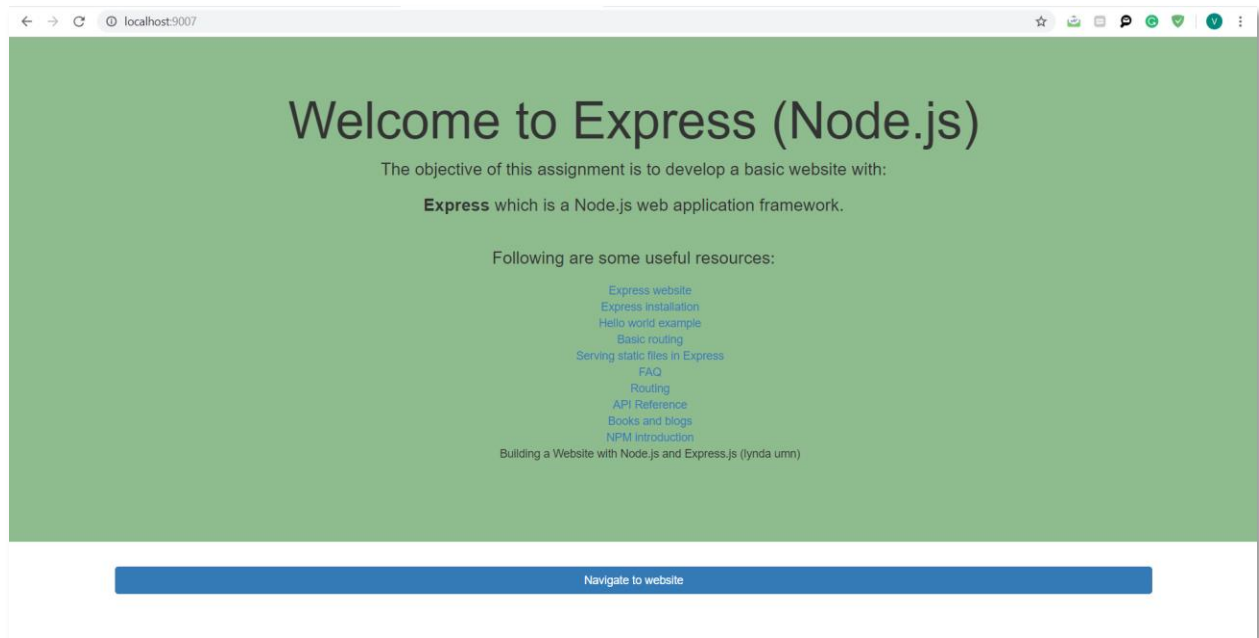 localhost:9007
Welcome to Express (Node.js)
The objective of this assignment is to develop a basic website with:
Express which is a Node.js web application framework.
Following are some useful resources:
Express website
Express installation
Hello world example
Basic routing
Serving static files in Express
FAQ
Routing
API Reference
Books and blogs
NPM introduction
Building a Website with Node.js and Express.js (lynda umn)
Navigate to website